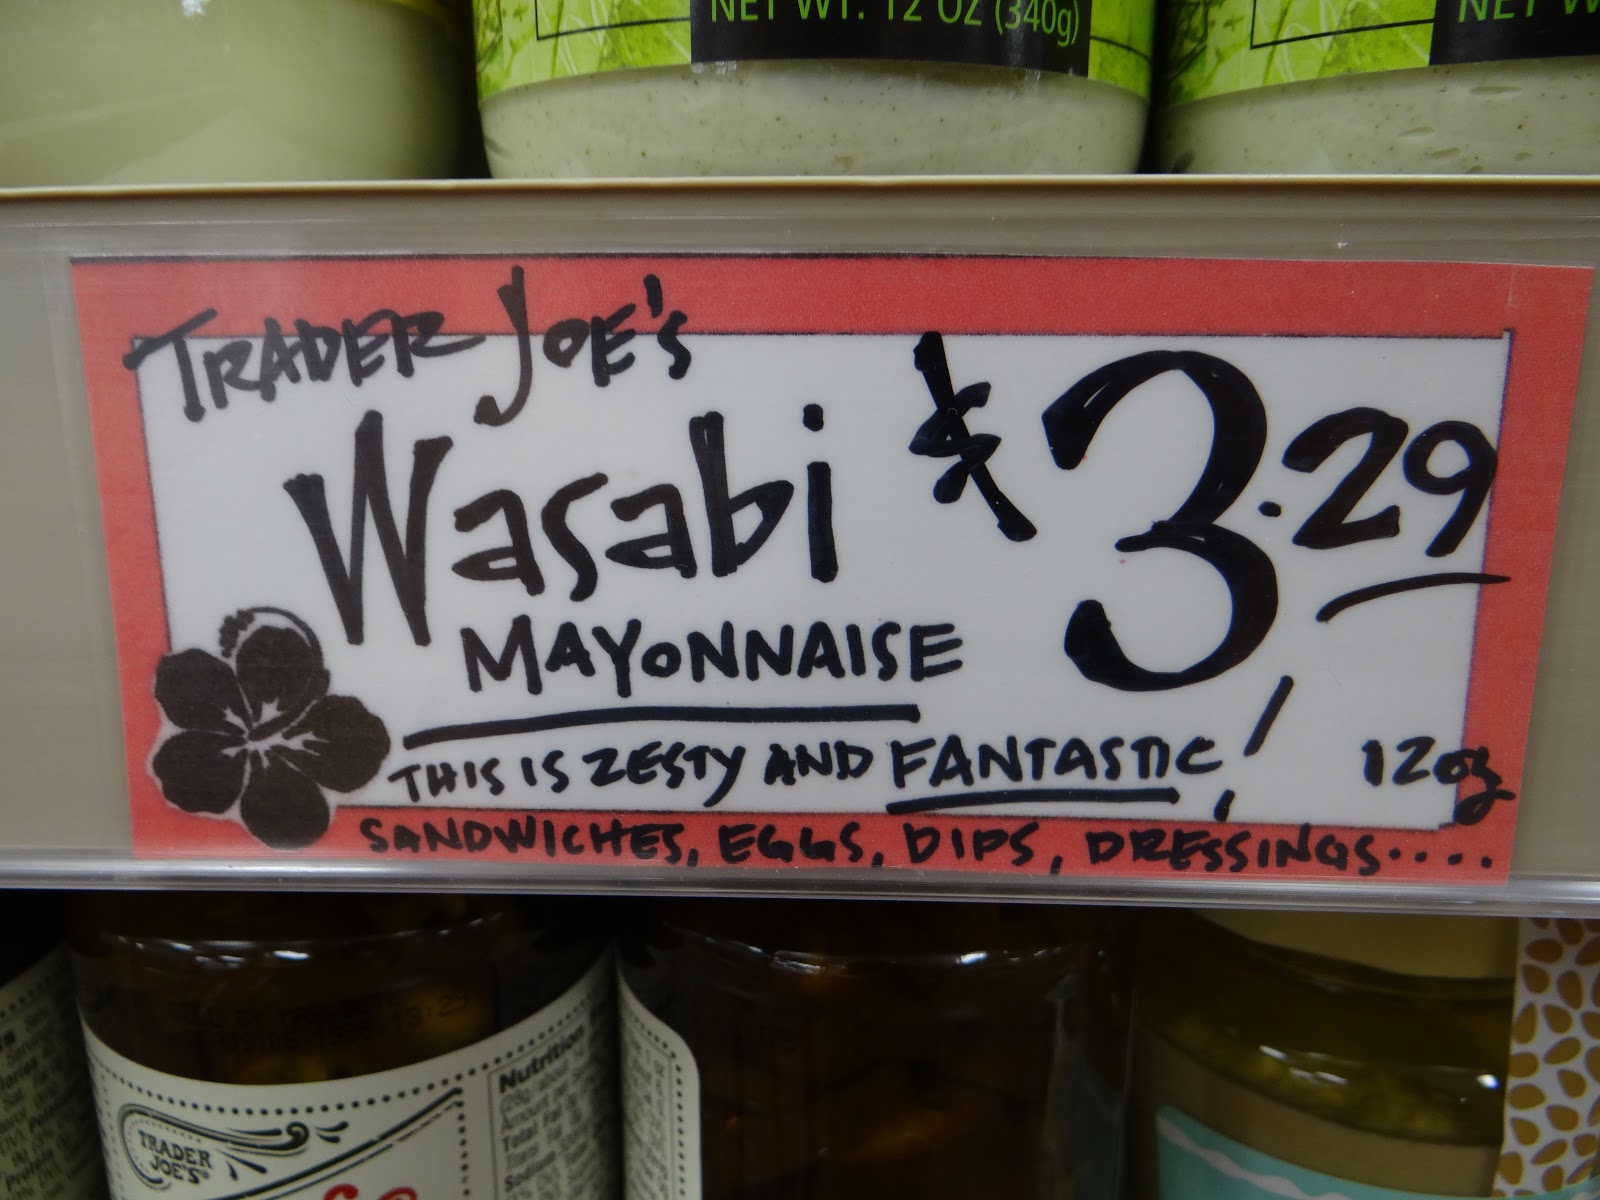 NET WT. 12 OZ (340g)
NET W
TRADER JOE'S
Wasabi
MAYONNAISE
$3.29
THIS IS ZESTY AND FANTASTIC!
12oz
SANDWICHES, EGGS, DIPS, DRESSINGS....
Nutrition
TRADER
JOE'S